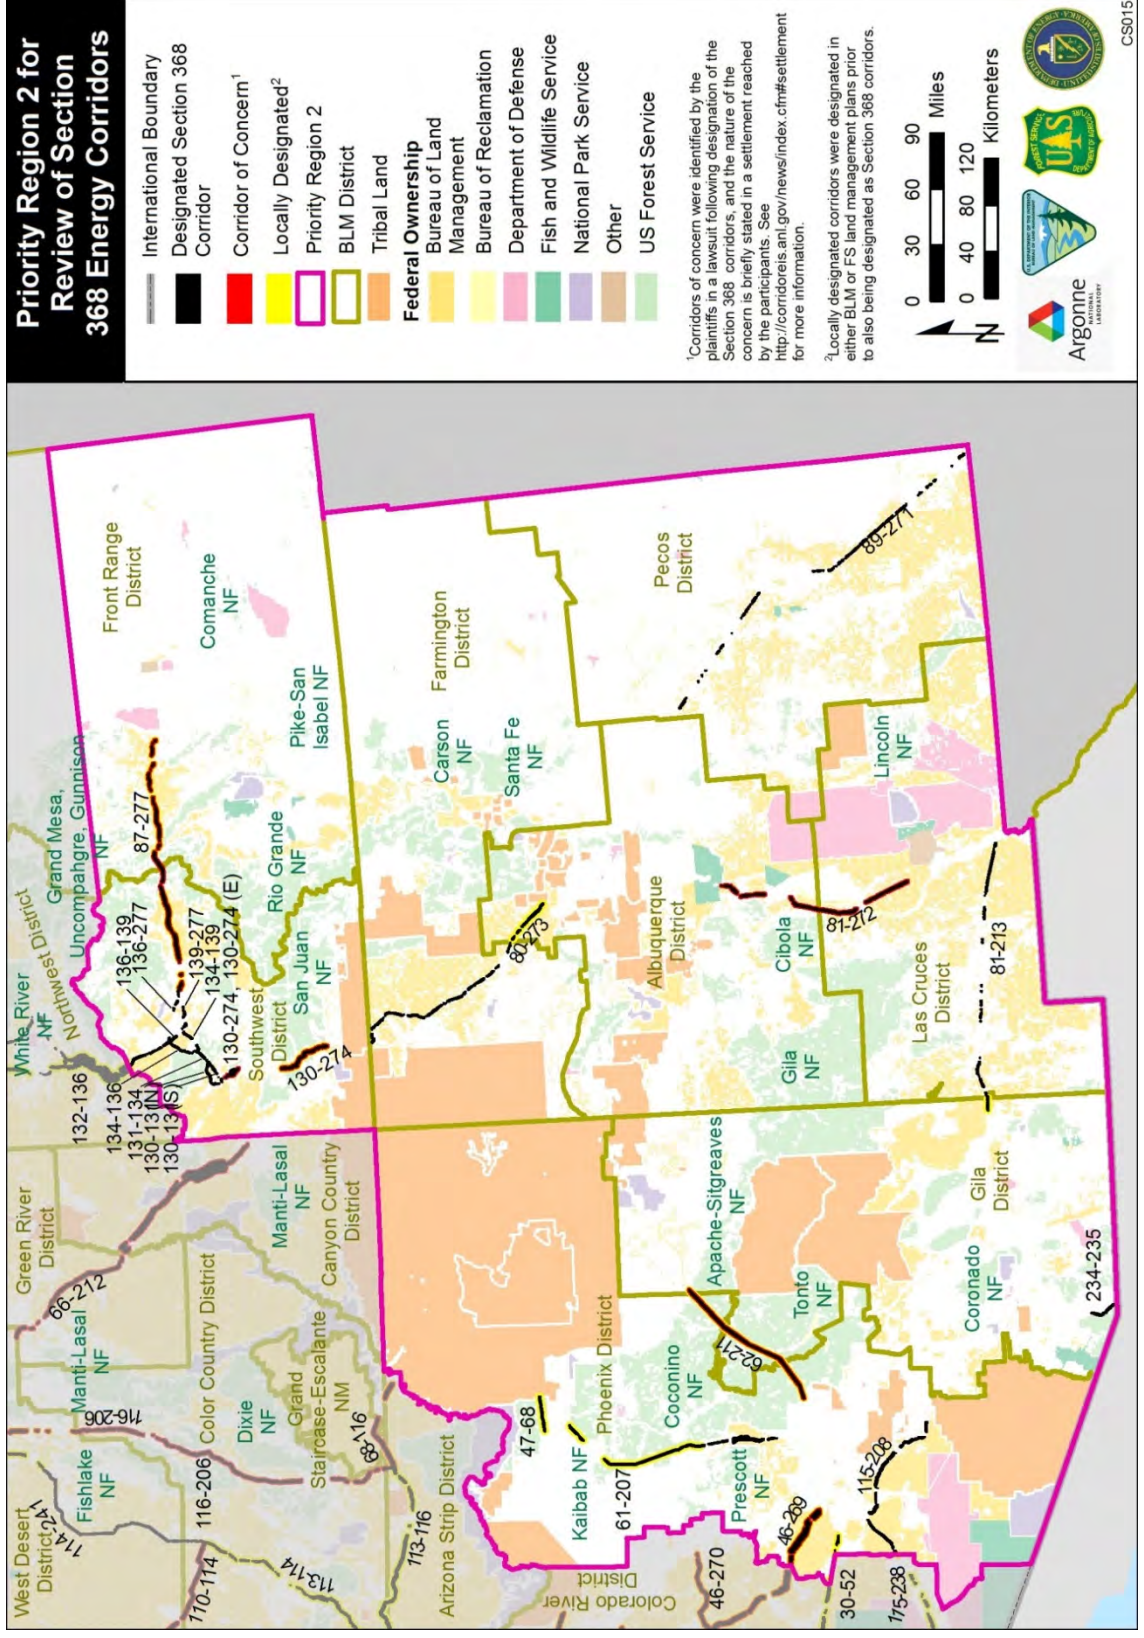 Priority Region 2 for
Review of Section
368 Energy Corridors
International Boundary
Designated Section 368
Corridor
Corridor of Concern¹
Locally Designated²
Priority Region 2
BLM District
Tribal Land
Federal Ownership
Bureau of Land
Management
Bureau of Reclamation
Department of Defense
Fish and Wildlife Service
National Park Service
Other
US Forest Service
¹Corridors of concern were identified by the
plaintiffs in a lawsuit following designation of the
Section 368 corridors, and the nature of the
concern is briefly stated in a settlement reached
by the participants. See
http://corridoreis.anl.gov/news/index.cfm#settlement
for more information.
²Locally designated corridors were designated in
either BLM or FS land management plans prior
to also being designated as Section 368 corridors.
0 30 60 90
Miles
0 40 80 120
Kilometers
N
Argonne
NATIONAL
LABORATORY
FOREST SERVICE
US
DEPARTMENT OF AGRICULTURE
CS015
West Desert
District
114-241
Fishlake
NF
Manti-Lasal
NF
116-206
66-212
Green River
District
White River
NF
Northwest District
Grand Mesa,
Uncompahgre, Gunnison
NF
132-136
134-136
131-134
130-131(N)
130-131(S)
136-139
136-277
87-277
139-277
134-139
130-274, 130-274 (E)
Front Range
District
Comanche
NF
Pike-San
Isabel NF
Rio Grande
NF
San Juan
NF
Southwest
District
130-274
110-114
116-206
Color Country District
Dixie
NF
Grand
Staircase-Escalante
NM
Manti-Lasal
NF
Canyon Country
District
113-114
68-116
113-116
Arizona Strip District
Farmington
District
Carson
NF
Santa Fe
NF
80-273
47-68
Kaibab NF
61-207
Phoenix District
Coconino
NF
62-211
Apache-Sitgreaves
NF
Tonto
NF
Prescott
NF
Colorado River
District
46-270
46-269
30-52
115-208
115-238
Albuquerque
District
Cibola
NF
81-272
Gila
NF
Las Cruces
District
81-213
Lincoln
NF
Pecos
District
89-271
Gila
District
Coronado
NF
234-235